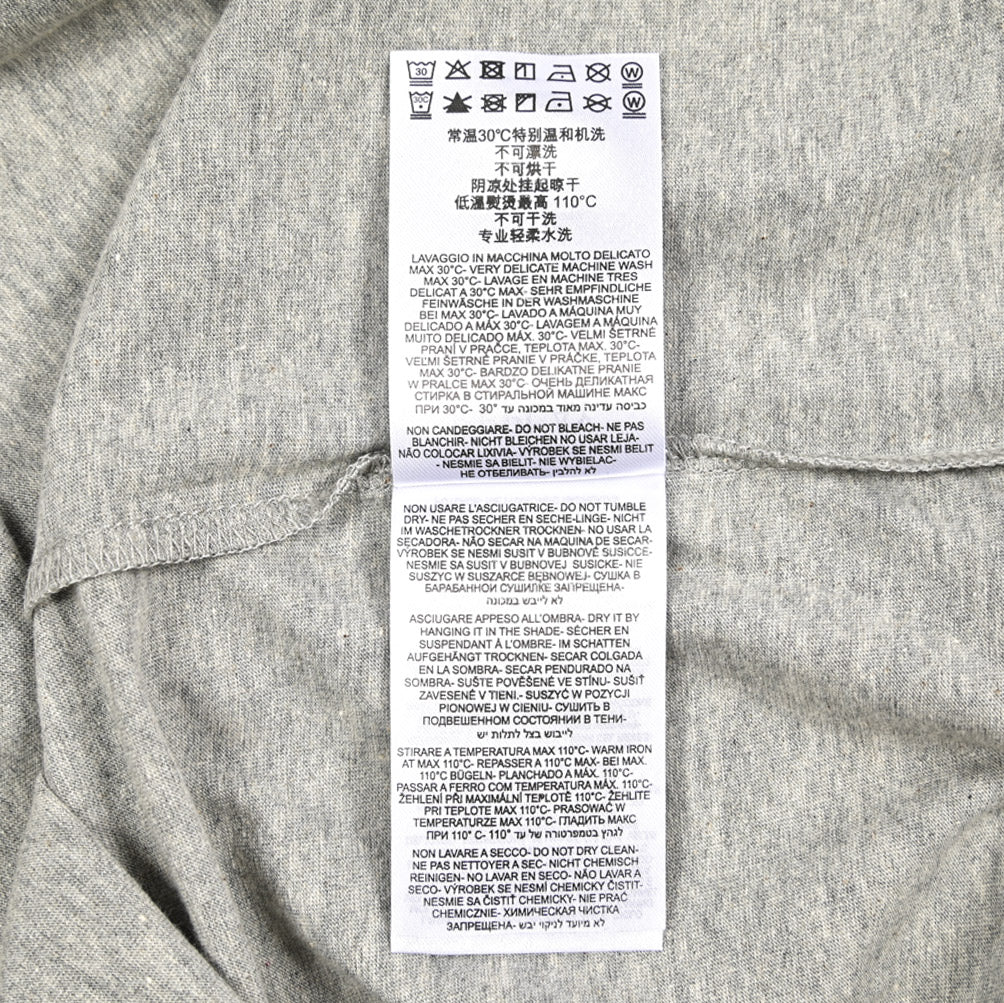 30 W
30C W
常温30℃特别温和机洗
不可漂洗
不可烘干
阴凉处挂起晾干
低温熨烫最高 110°C
不可干洗
专业轻柔水洗
LAVAGGIO IN MACCHINA MOLTO DELICATO
MAX 30°C- VERY DELICATE MACHINE WASH
MAX 30°C- LAVAGE EN MACHINE TRES
DELICAT A 30°C MAX- SEHR EMPFINDLICHE
FEINWÄSCHE IN DER WASHMASCHINE
BEI MAX 30°C- LAVADO A MÁQUINA MUY
DELICADO A MÁX 30°C- LAVAGEM A MÁQUINA
MUITO DELICADO MÁX. 30°C- VELMI ŠETRNÉ
PRANÍ V PRAČCE, TEPLOTA MAX. 30°C-
VEĽMI ŠETRNÉ PRANIE V PRÁČKE, TEPLOTA
MAX 30°C- BARDZO DELIKATNE PRANIE
W PRALCE MAX 30°C- ОЧЕНЬ ДЕЛИКАТНАЯ
СТИРКА В СТИРАЛЬНОЙ МАШИНЕ МАКС
ПРИ 30°C- כביסה עדינה מאוד במכונה עד °30
NON CANDEGGIARE- DO NOT BLEACH- NE PAS
BLANCHIR- NICHT BLEICHEN NO USAR LEJA-
NÃO COLOCAR LIXIVIA- VÝROBEK SE NESMI BELIT
- NESMIE SA BIELIT- NIE WYBIELAC-
НЕ ОТБЕЛИВАТЬ- לא להלבין
NON USARE L'ASCIUGATRICE- DO NOT TUMBLE
DRY- NE PAS SECHER EN SECHE-LINGE- NICHT
IM WASCHETROCKNER TROCKNEN- NO USAR LA
SECADORA- NÃO SECAR NA MAQUINA DE SECAR-
VÝROBEK SE NESMI SUSIT V BUBNOVÉ SUSICCE-
NESMIE SA SUSIT V BUBNOVEJ SUSICKE- NIE
SUSZYC W SUSZARCE BĘBNOWEJ- СУШКА В
БАРАБАННОЙ СУШИЛКЕ ЗАПРЕЩЕНА-
לא לייבש במכונה
ASCIUGARE APPESO ALL'OMBRA- DRY IT BY
HANGING IT IN THE SHADE- SÉCHER EN
SUSPENDANT À L'OMBRE- IM SCHATTEN
AUFGEHÄNGT TROCKNEN- SECAR COLGADA
EN LA SOMBRA- SECAR PENDURADO NA
SOMBRA- SUŠTE POVĚŠENÉ VE STÍNU- SUŠIŤ
ZAVESENÉ V TIENI.- SUSZYĆ W POZYCJI
PIONOWEJ W CIENIU- СУШИТЬ В
ПОДВЕШЕННОМ СОСТОЯНИИ В ТЕНИ-
לייבוש בצל לתלות יש
STIRARE A TEMPERATURA MAX 110°C- WARM IRON
AT MAX 110°C- REPASSER A 110°C MAX- BEI MAX.
110°C BÜGELN- PLANCHADO A MÁX. 110°C-
PASSAR A FERRO COM TEMPERATURA MÁX. 110°C-
ŽEHLENÍ PŘI MAXIMÁLNÍ TEPLOTĚ 110°C- ŽEHLITE
PRI TEPLOTE MAX 110°C- PRASOWAĆ W
TEMPERATURZE MAX 110°C- ГЛАДИТЬ МАКС
ПРИ 110° C- לגהץ בטמפרטורה של עד °110
NON LAVARE A SECCO- DO NOT DRY CLEAN-
NE PAS NETTOYER A SEC- NICHT CHEMISCH
REINIGEN- NO LAVAR EN SECO- NÃO LAVAR A
SECO- VÝROBEK SE NESMÍ CHEMICKY ČISTIT-
NESMIE SA ČISTIŤ CHEMICKY- NIE PRAĆ
CHEMICZNIE- ХИМИЧЕСКАЯ ЧИСТКА
ЗАПРЕЩЕНА- לא מיועד לניקוי יבש